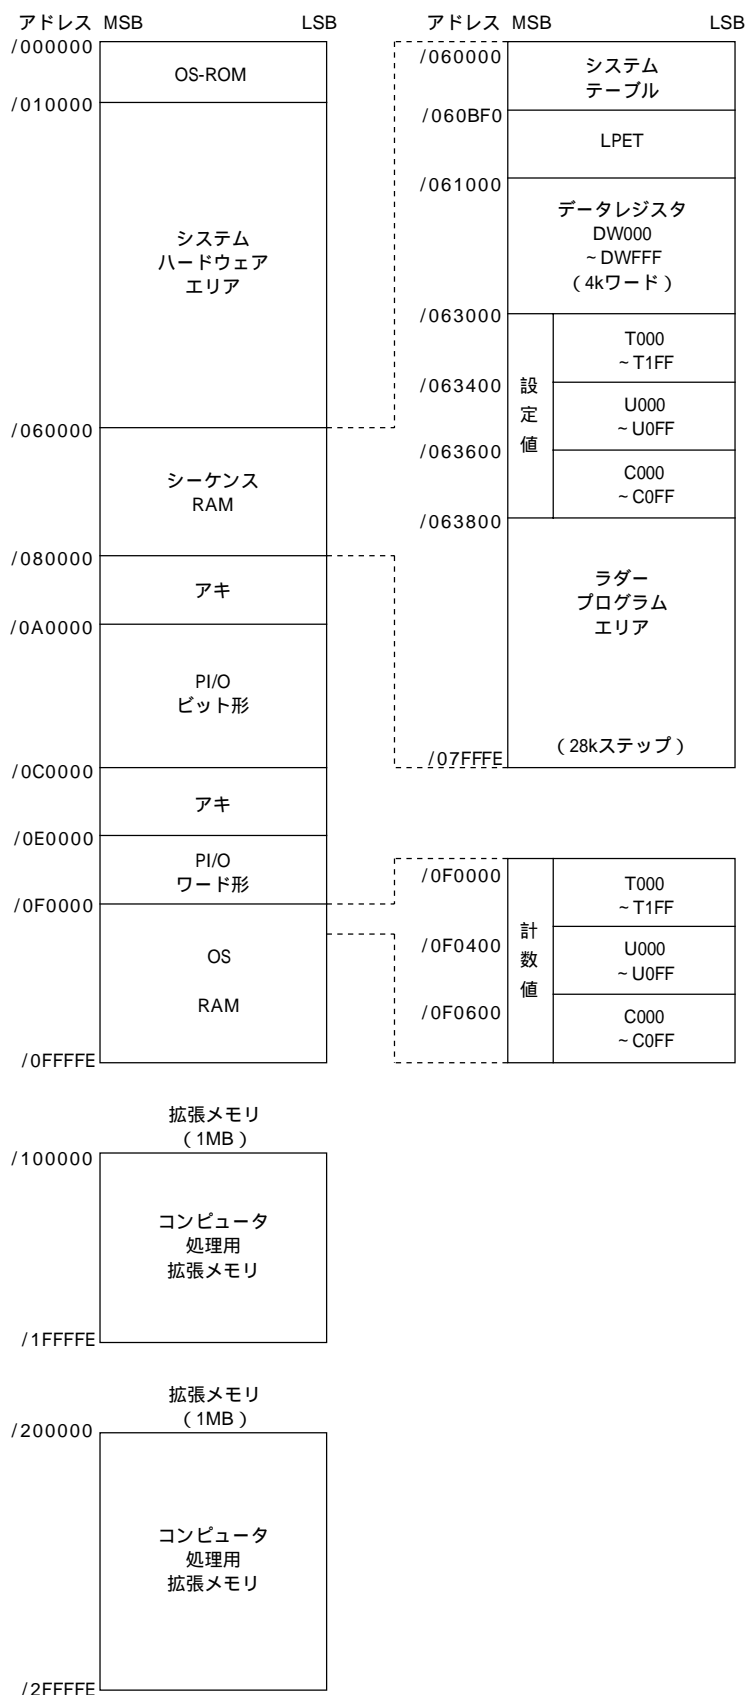 アドレス MSB LSB
/000000
OS-ROM
/010000
システム
ハードウェア
エリア
/060000
シーケンス
RAM
/080000
アキ
/0A0000
PI/O
ビット形
/0C0000
アキ
/0E0000
PI/O
ワード形
/0F0000
OS
RAM
/0FFFFE
拡張メモリ
(1MB)
/100000
コンピュータ
処理用
拡張メモリ
/1FFFFE
拡張メモリ
(1MB)
/200000
コンピュータ
処理用
拡張メモリ
/2FFFFE
アドレス MSB LSB
/060000
システム
テーブル
/060BF0
LPET
/061000
データレジスタ
DW000
~DWFFF
(4kワード)
/063000
設定値
T000
~T1FF
/063400
U000
~U0FF
/063600
C000
~C0FF
/063800
ラダー
プログラム
エリア
(28kステップ)
/07FFFE
/0F0000
計数値
T000
~T1FF
/0F0400
U000
~U0FF
/0F0600
C000
~C0FF